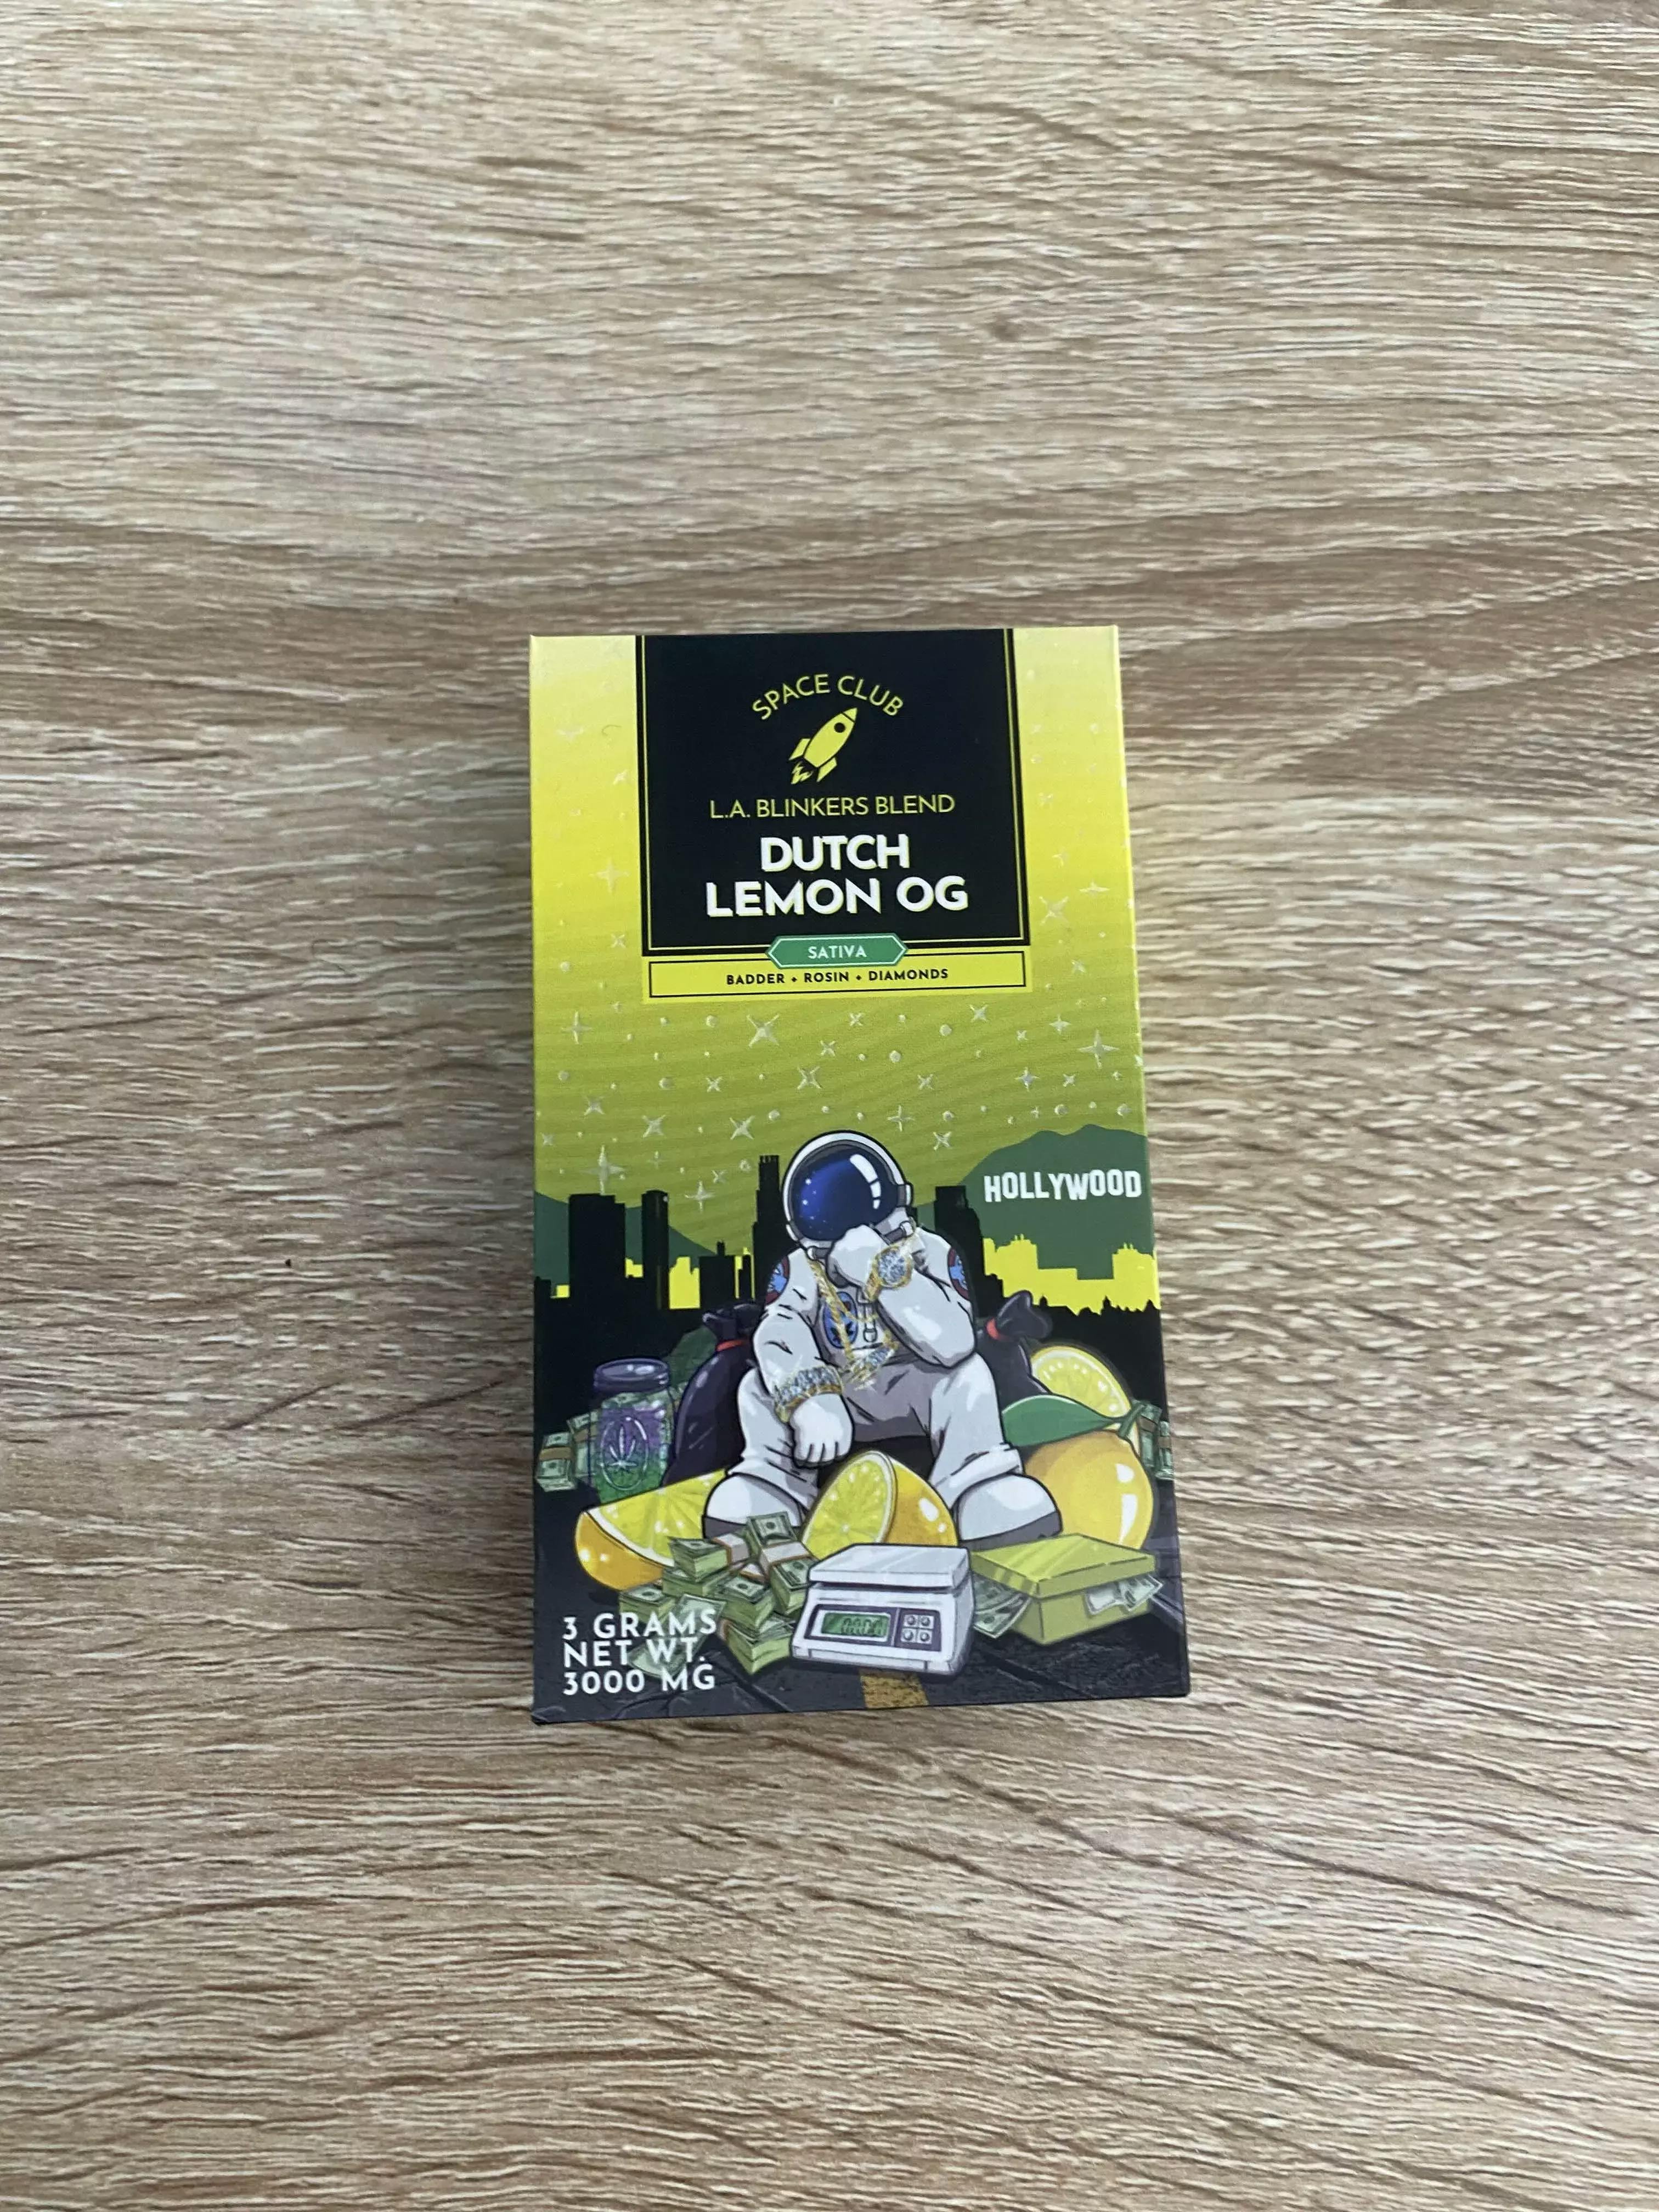 SPACE CLUB
L.A. BLINKERS BLEND
DUTCH
LEMON OG
SATIVA
BADDER + ROSIN + DIAMONDS
HOLLYWOOD
3 GRAMS
NET WT.
3000 MG